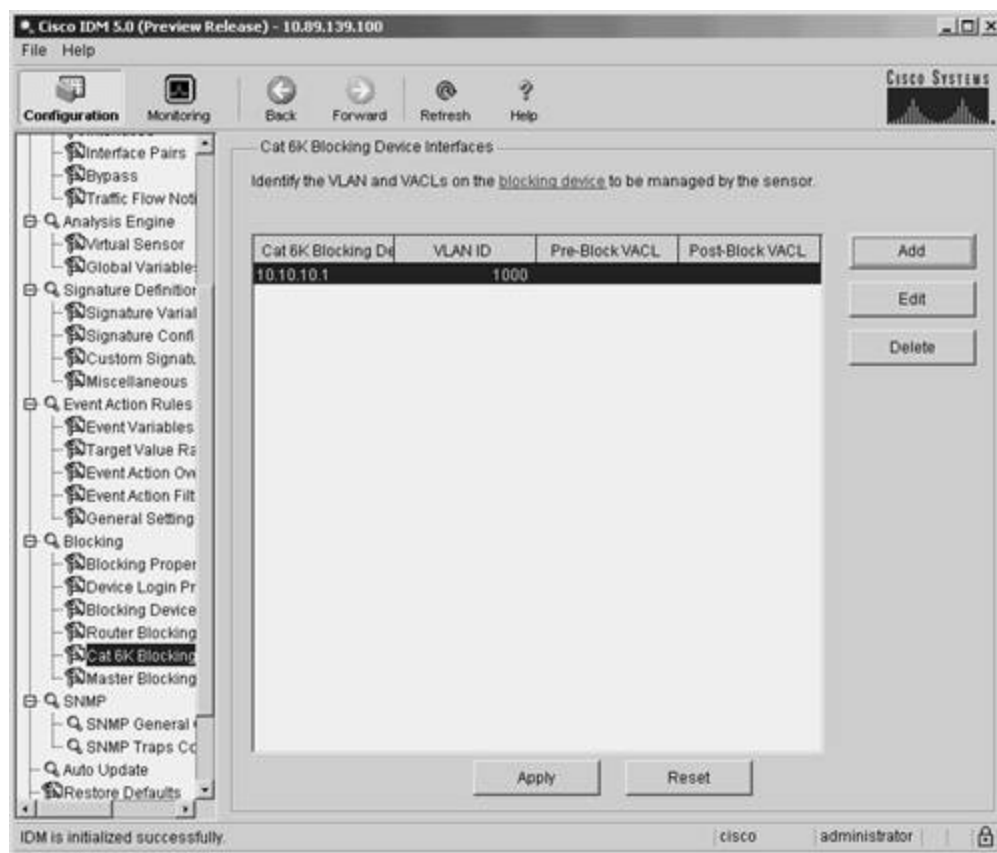 Cisco IDM 5.0 (Preview Release) - 10.89.139.100
File Help
Configuration Monitoring Back Forward Refresh Help
CISCO SYSTEMS
Interface Pairs
Bypass
Traffic Flow Noti
Analysis Engine
Virtual Sensor
Global Variable
Signature Definition
Signature Varial
Signature Confi
Custom Signatu
Miscellaneous
Event Action Rules
Event Variables
Target Value Ra
Event Action Ove
Event Action Filt
General Setting
Blocking
Blocking Proper
Device Login Pr
Blocking Device
Router Blocking
Cat 6K Blocking
Master Blocking
SNMP
SNMP General
SNMP Traps Co
Auto Update
Restore Defaults
Cat 6K Blocking Device Interfaces
Identify the VLAN and VACLs on the blocking device to be managed by the sensor.
Cat 6K Blocking De VLAN ID Pre-Block VACL Post-Block VACL
10.10.10.1 1000
Add
Edit
Delete
Apply Reset
IDM is initialized successfully. cisco administrator